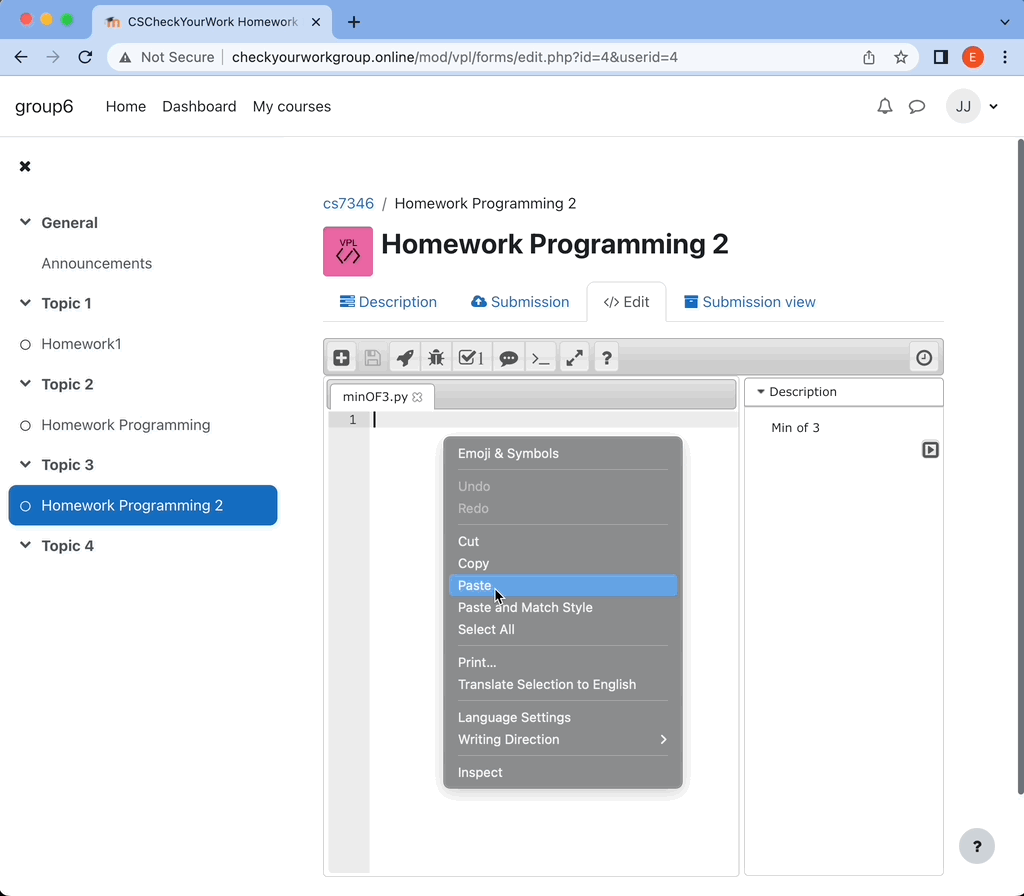 CSCheckYourWork Homework
Not Secure
checkyourworkgroup.online/mod/vpl/forms/edit.php?id=4&userid=4
E
group6
Home
Dashboard
My courses
JJ
General
Announcements
Topic 1
Homework1
Topic 2
Homework Programming
Topic 3
Homework Programming 2
Topic 4
cs7346 / Homework Programming 2
VPL
Homework Programming 2
Description
Submission
</> Edit
Submission view
1
?
minOF3.py
1
Description
Min of 3
Emoji & Symbols
Undo
Redo
Cut
Copy
Paste
Paste and Match Style
Select All
Print...
Translate Selection to English
Language Settings
Writing Direction
Inspect
?